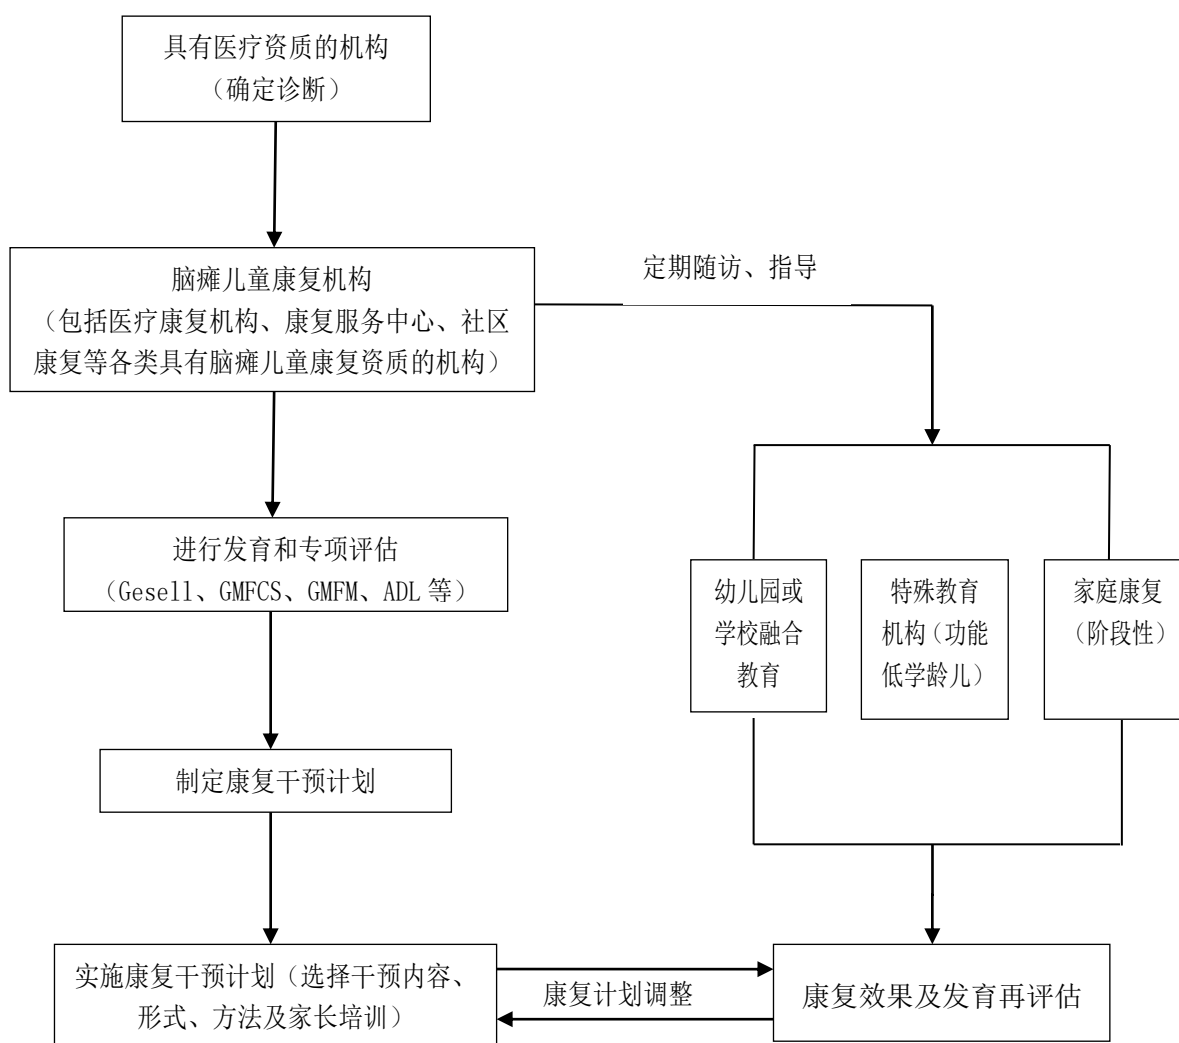 具有医疗资质的机构
（确定诊断）
脑瘫儿童康复机构
（包括医疗康复机构、康复服务中心、社区
康复等各类具有脑瘫儿童康复资质的机构）
定期随访、指导
进行发育和专项评估
（Gesell、GMFCS、GMFM、ADL 等）
幼儿园或
学校融合
教育
特殊教育
机构（功能
低学龄儿）
家庭康复
（阶段性）
制定康复干预计划
实施康复干预计划（选择干预内容、
形式、方法及家长培训）
康复计划调整
康复效果及发育再评估